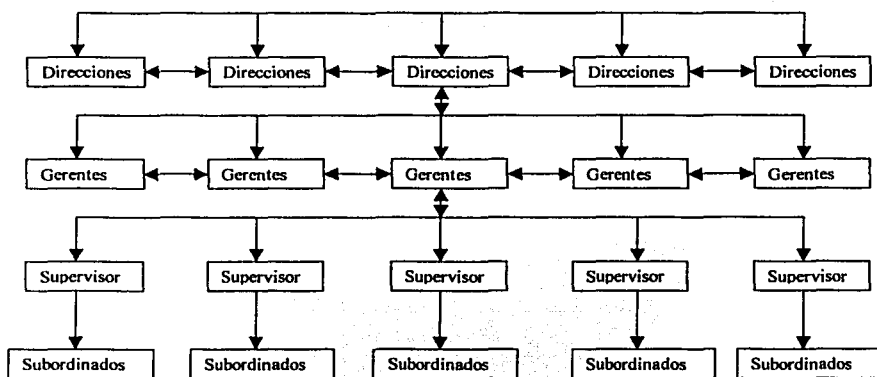 Direcciones Direcciones Direcciones Direcciones Direcciones
Gerentes Gerentes Gerentes Gerentes Gerentes
Supervisor Supervisor Supervisor Supervisor Supervisor
Subordinados Subordinados Subordinados Subordinados Subordinados